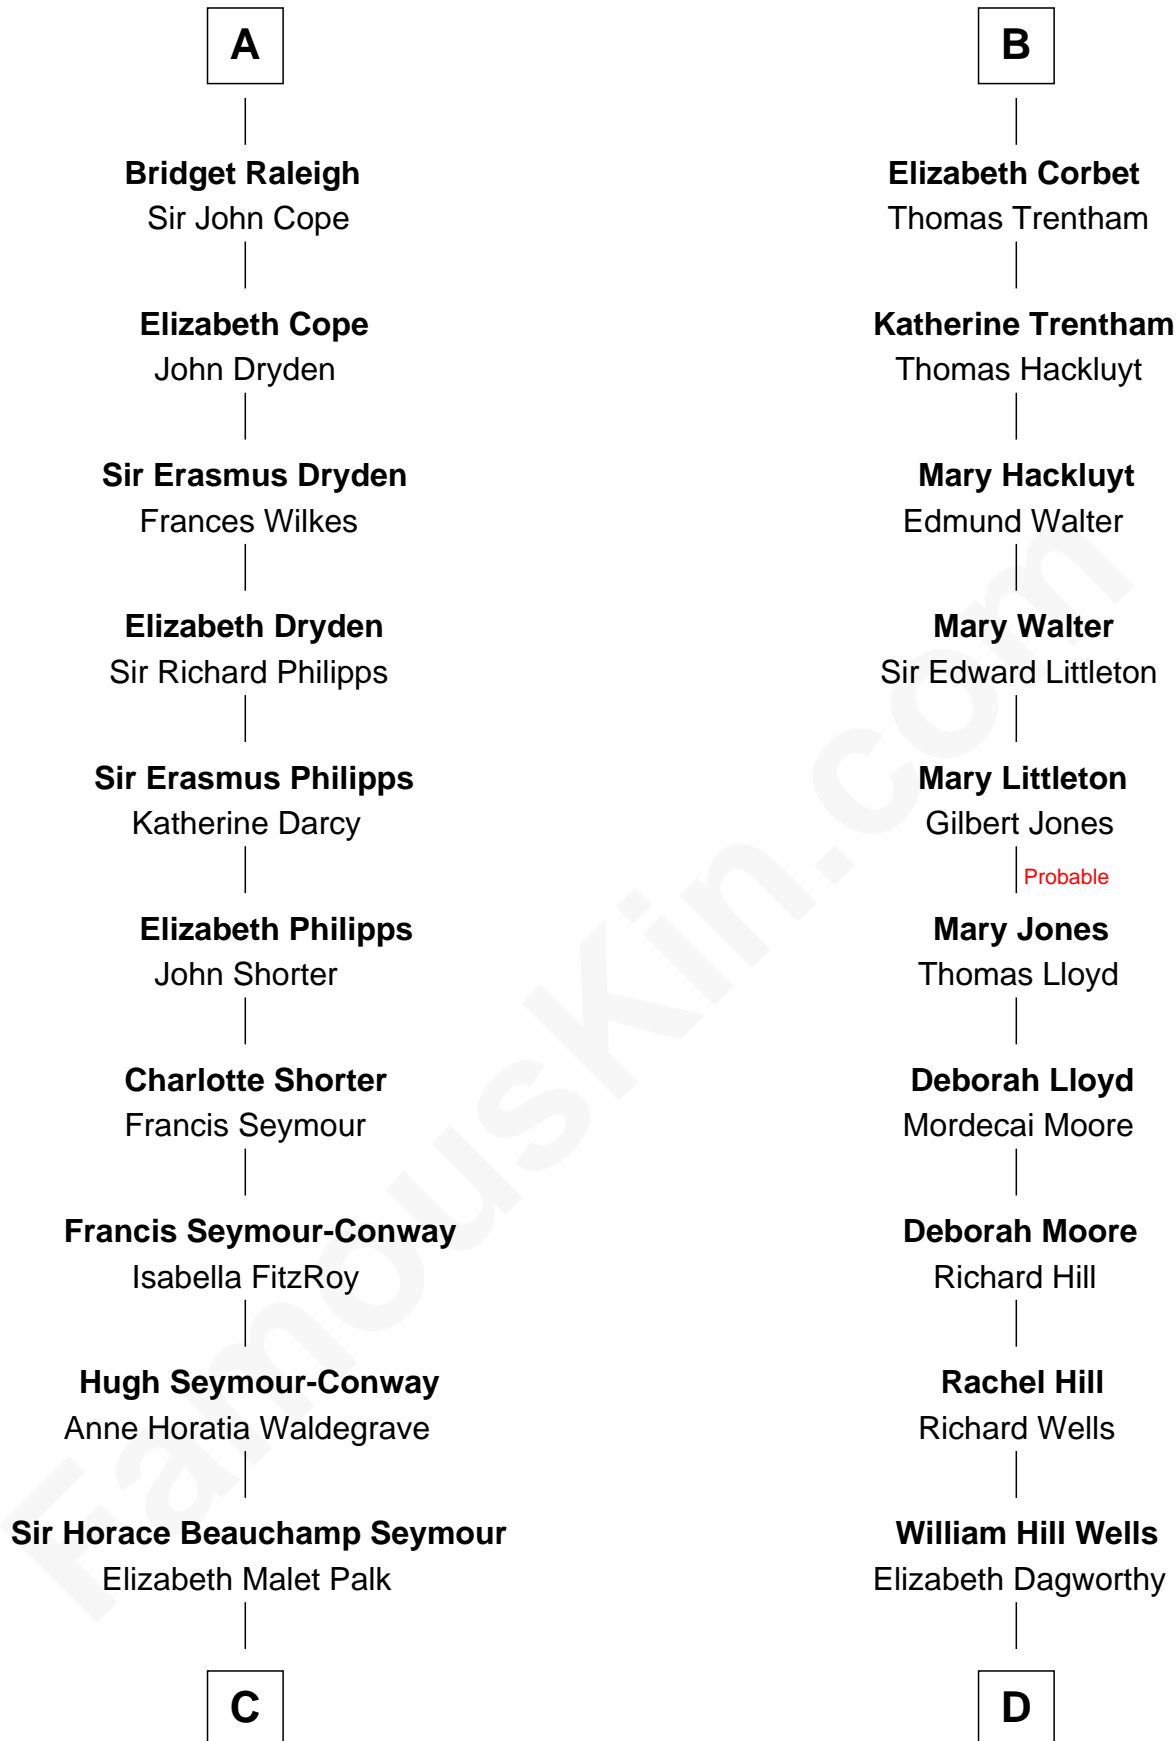 A
Bridget Raleigh
Sir John Cope
Elizabeth Cope
John Dryden
Sir Erasmus Dryden
Frances Wilkes
Elizabeth Dryden
Sir Richard Philipps
Sir Erasmus Philipps
Katherine Darcy
Elizabeth Philipps
John Shorter
Charlotte Shorter
Francis Seymour
Francis Seymour-Conway
Isabella FitzRoy
Hugh Seymour-Conway
Anne Horatia Waldegrave
Sir Horace Beauchamp Seymour
Elizabeth Malet Palk
C
B
Elizabeth Corbet
Thomas Trentham
Katherine Trentham
Thomas Hackluyt
Mary Hackluyt
Edmund Walter
Mary Walter
Sir Edward Littleton
Mary Littleton
Gilbert Jones
Probable
Mary Jones
Thomas Lloyd
Deborah Lloyd
Mordecai Moore
Deborah Moore
Richard Hill
Rachel Hill
Richard Wells
William Hill Wells
Elizabeth Dagworthy
D
FamousKin.com